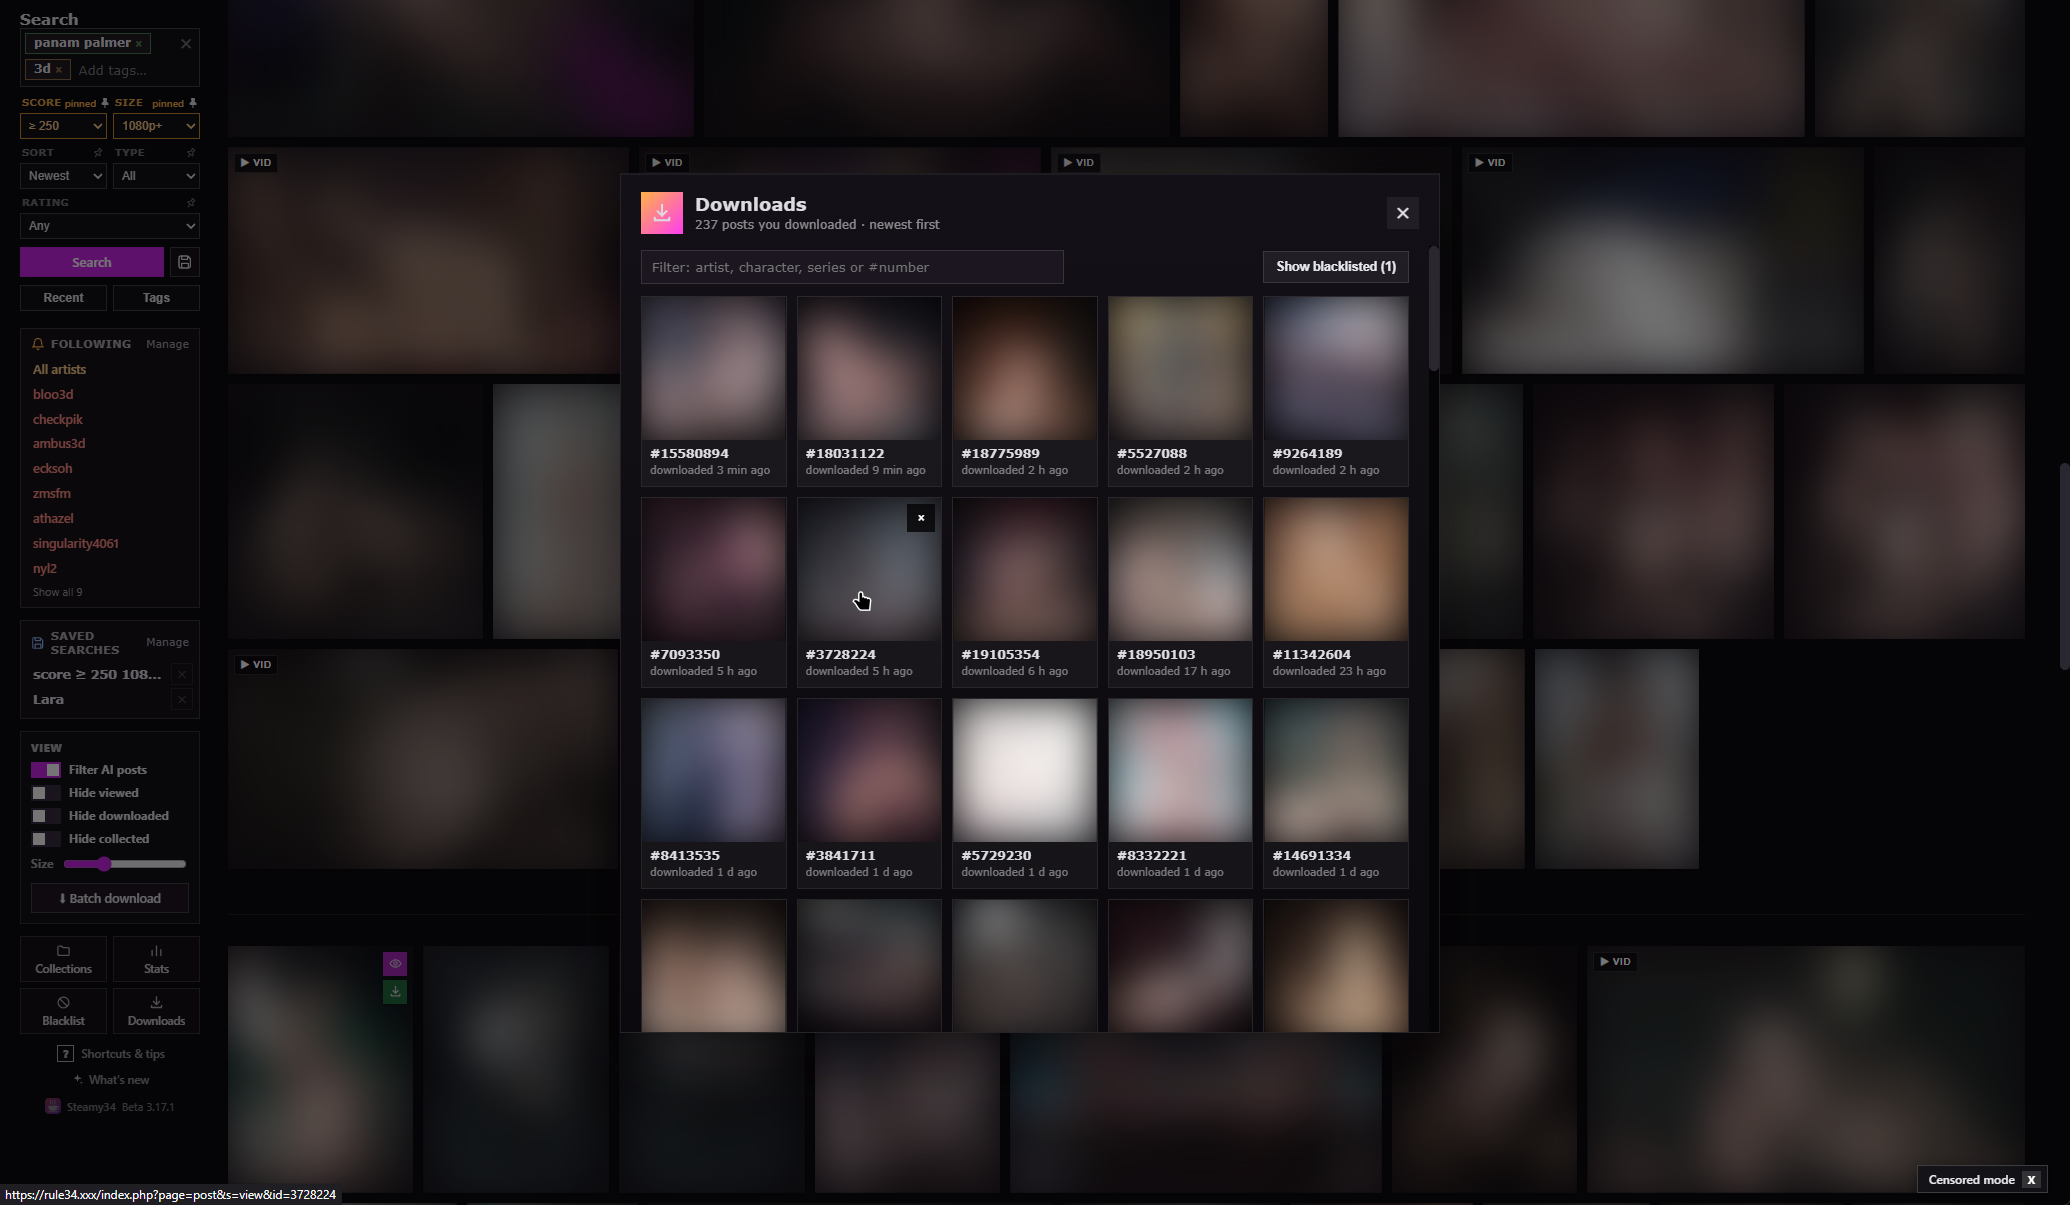 Search
panam palmer ×
3d × Add tags...
SCORE pinned SIZE pinned
≥ 250 1080p+
SORT TYPE
Newest All
RATING
Any
Search
Recent Tags
FOLLOWING Manage
All artists
bloo3d
checkpik
ambus3d
ecksoh
zmsfm
athazel
singularity4061
nyl2
Show all 9
SAVED
SEARCHES Manage
score ≥ 250 108...
Lara
VIEW
Filter AI posts
Hide viewed
Hide downloaded
Hide collected
Size
Batch download
Collections Stats
Blacklist Downloads
? Shortcuts & tips
What's new
Steamy34 Beta 3.17.1
VID
VID
VID
VID
Downloads
237 posts you downloaded · newest first
Filter: artist, character, series or #number
Show blacklisted (1)
#15580894 #18031122 #18775989 #5527088 #9264189
downloaded 3 min ago downloaded 9 min ago downloaded 2 h ago downloaded 2 h ago downloaded 2 h ago
#7093350 #3728224 #19105354 #18950103 #11342604
downloaded 5 h ago downloaded 5 h ago downloaded 6 h ago downloaded 17 h ago downloaded 23 h ago
#8413535 #3841711 #5729230 #8332221 #14691334
downloaded 1 d ago downloaded 1 d ago downloaded 1 d ago downloaded 1 d ago downloaded 1 d ago
VID
VID
Censored mode X
https://rule34.xxx/index.php?page=post&s=view&id=3728224